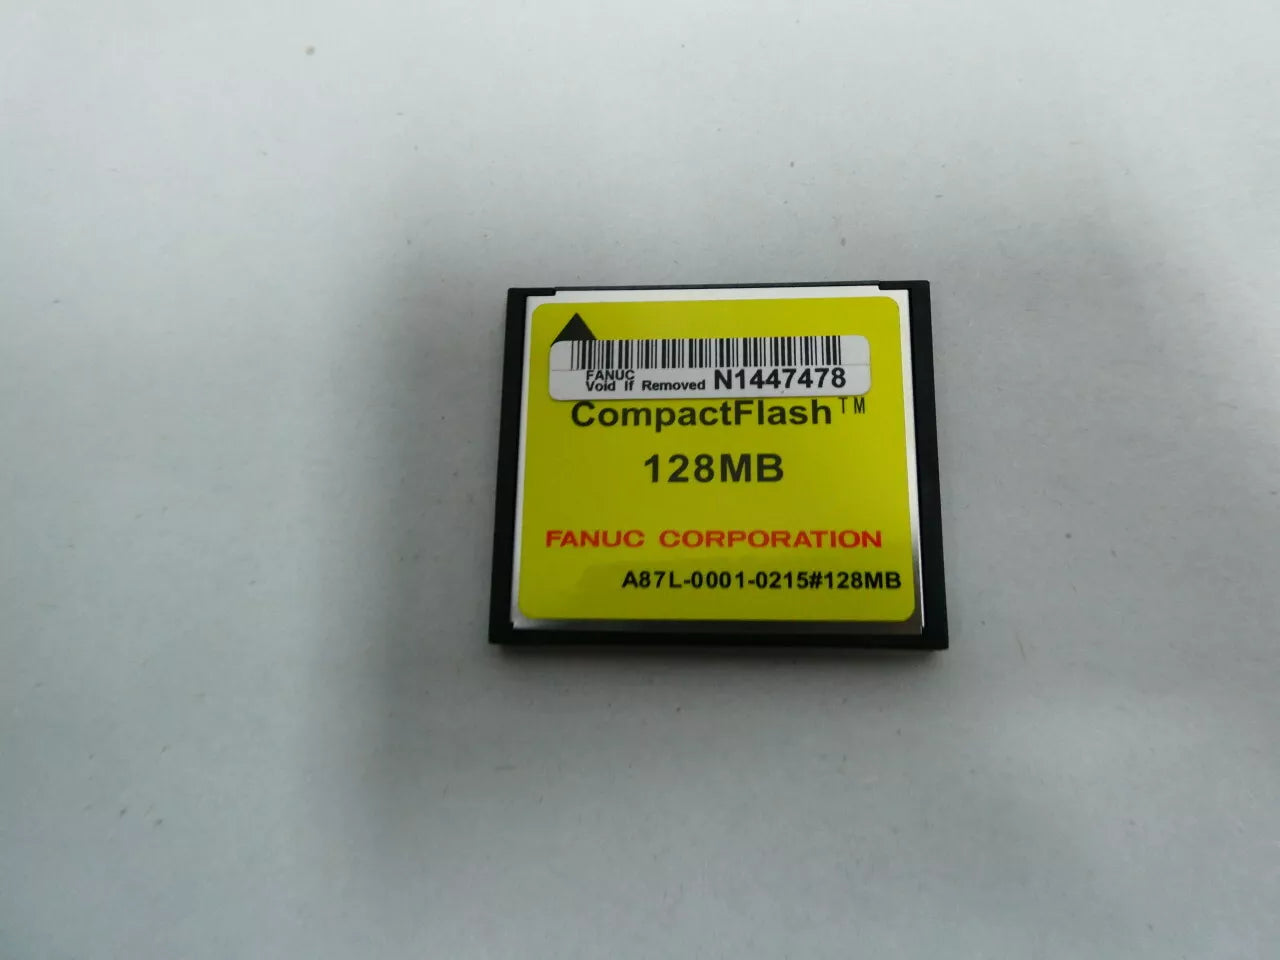 FANUC
Void If Removed N1447478
CompactFlash™
128MB
FANUC CORPORATION
A87L-0001-0215#128MB